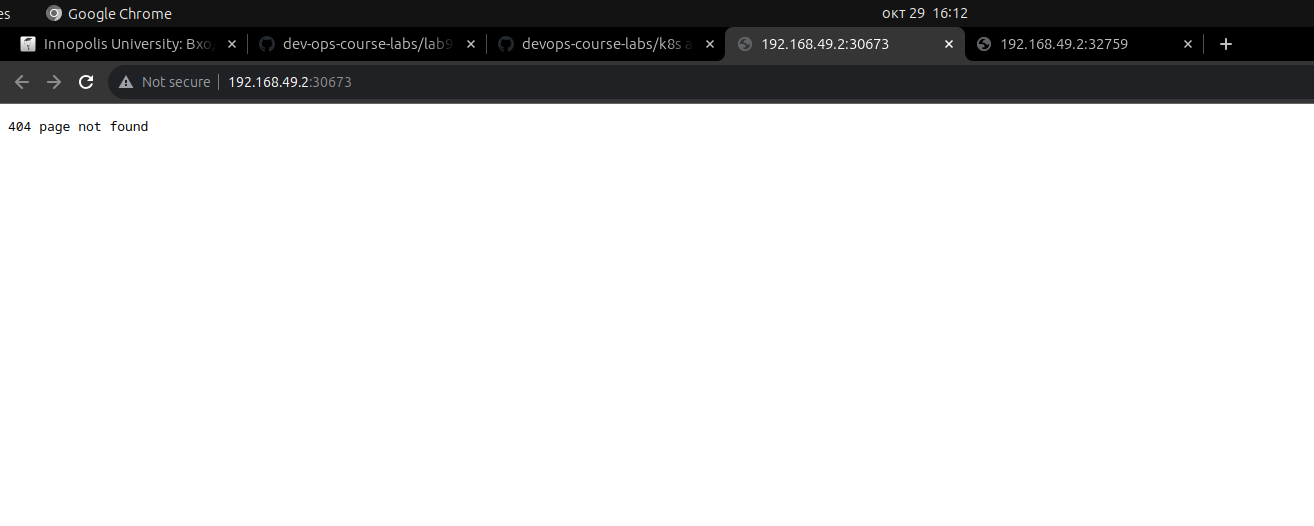 es Google Chrome окт 29 16:12
Innopolis University: Вхо dev-ops-course-labs/lab9 devops-course-labs/k8s a 192.168.49.2:30673 192.168.49.2:32759
Not secure 192.168.49.2:30673
404 page not found